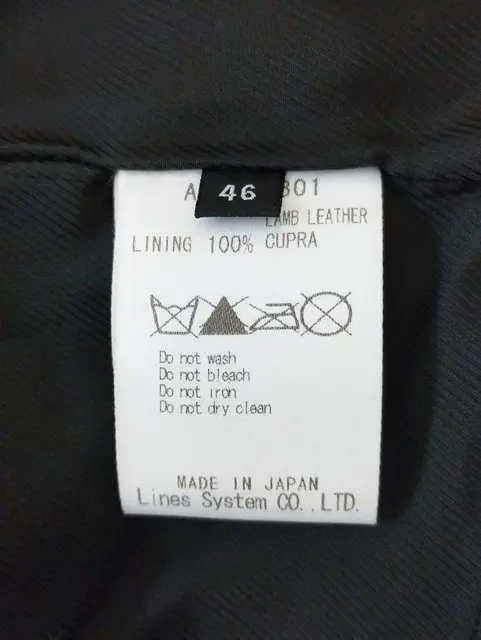 46
LAMB LEATHER
LINING 100% CUPRA
Do not wash
Do not bleach
Do not iron
Do not dry clean
MADE IN JAPAN
Lines System CO.,LTD.